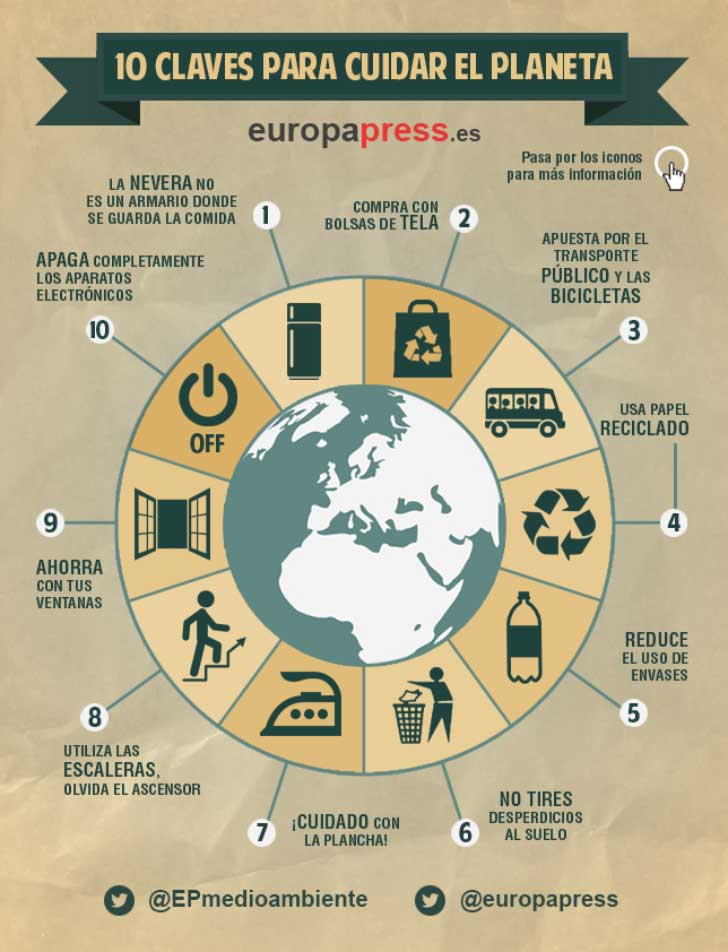 10 CLAVES PARA CUIDAR EL PLANETA
europapress.es
Pasa por los iconos
para más información
LA NEVERA NO
ES UN ARMARIO DONDE
SE GUARDA LA COMIDA
1
COMPRA CON
BOLSAS DE TELA
2
APUESTA POR EL
TRANSPORTE
PÚBLICO Y LAS
BICICLETAS
3
USA PAPEL
RECICLADO
4
REDUCE
EL USO DE
ENVASES
5
NO TIRES
DESPERDICIOS
AL SUELO
6
¡CUIDADO CON
LA PLANCHA!
7
UTILIZA LAS
ESCALERAS,
OLVIDA EL ASCENSOR
8
AHORRA
CON TUS
VENTANAS
9
APAGA COMPLETAMENTE
LOS APARATOS
ELECTRÓNICOS
10
OFF
@EPmedioambiente
@europapress